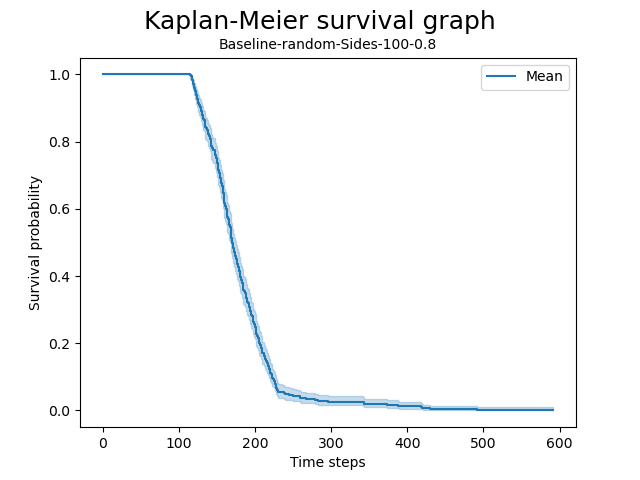 Kaplan-Meier survival graph
Baseline-random-Sides-100-0.8
Mean
Survival probability
1.0
0.8
0.6
0.4
0.2
0.0
0 100 200 300 400 500 600
Time steps